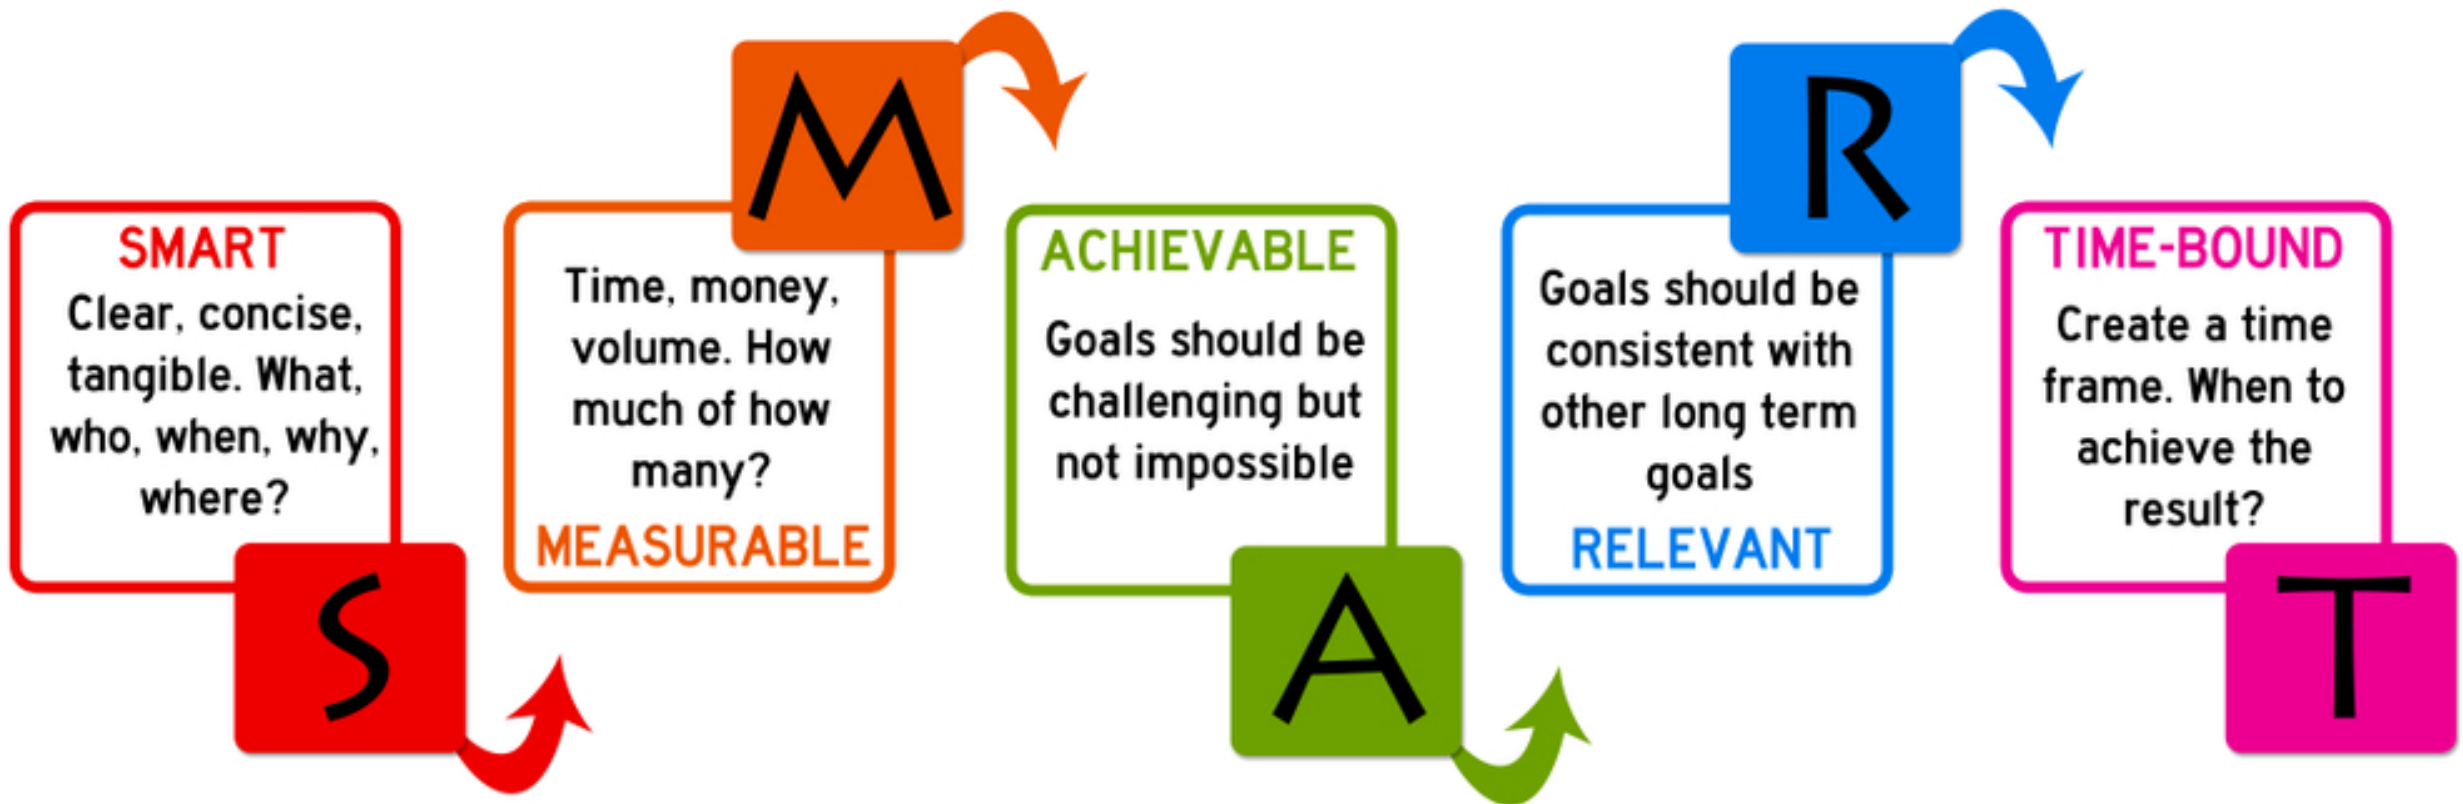 SMART
Clear, concise,
tangible. What,
who, when, why,
where?
S
M
Time, money,
volume. How
much of how
many?
MEASURABLE
ACHIEVABLE
Goals should be
challenging but
not impossible
A
R
Goals should be
consistent with
other long term
goals
RELEVANT
TIME-BOUND
Create a time
frame. When to
achieve the
result?
T